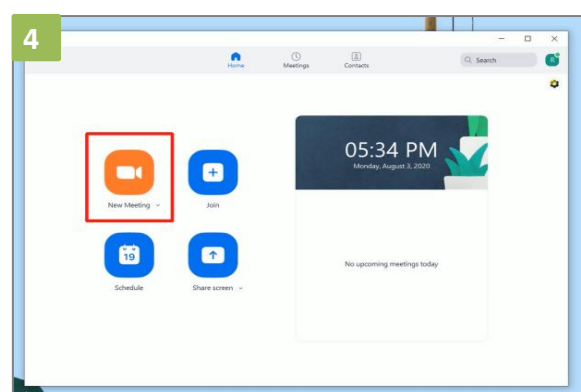 4
Home
Meetings
Contacts
Search
R
05:34 PM
Monday, August 3, 2020
New Meeting
Join
19
Schedule
Share screen
No upcoming meetings today